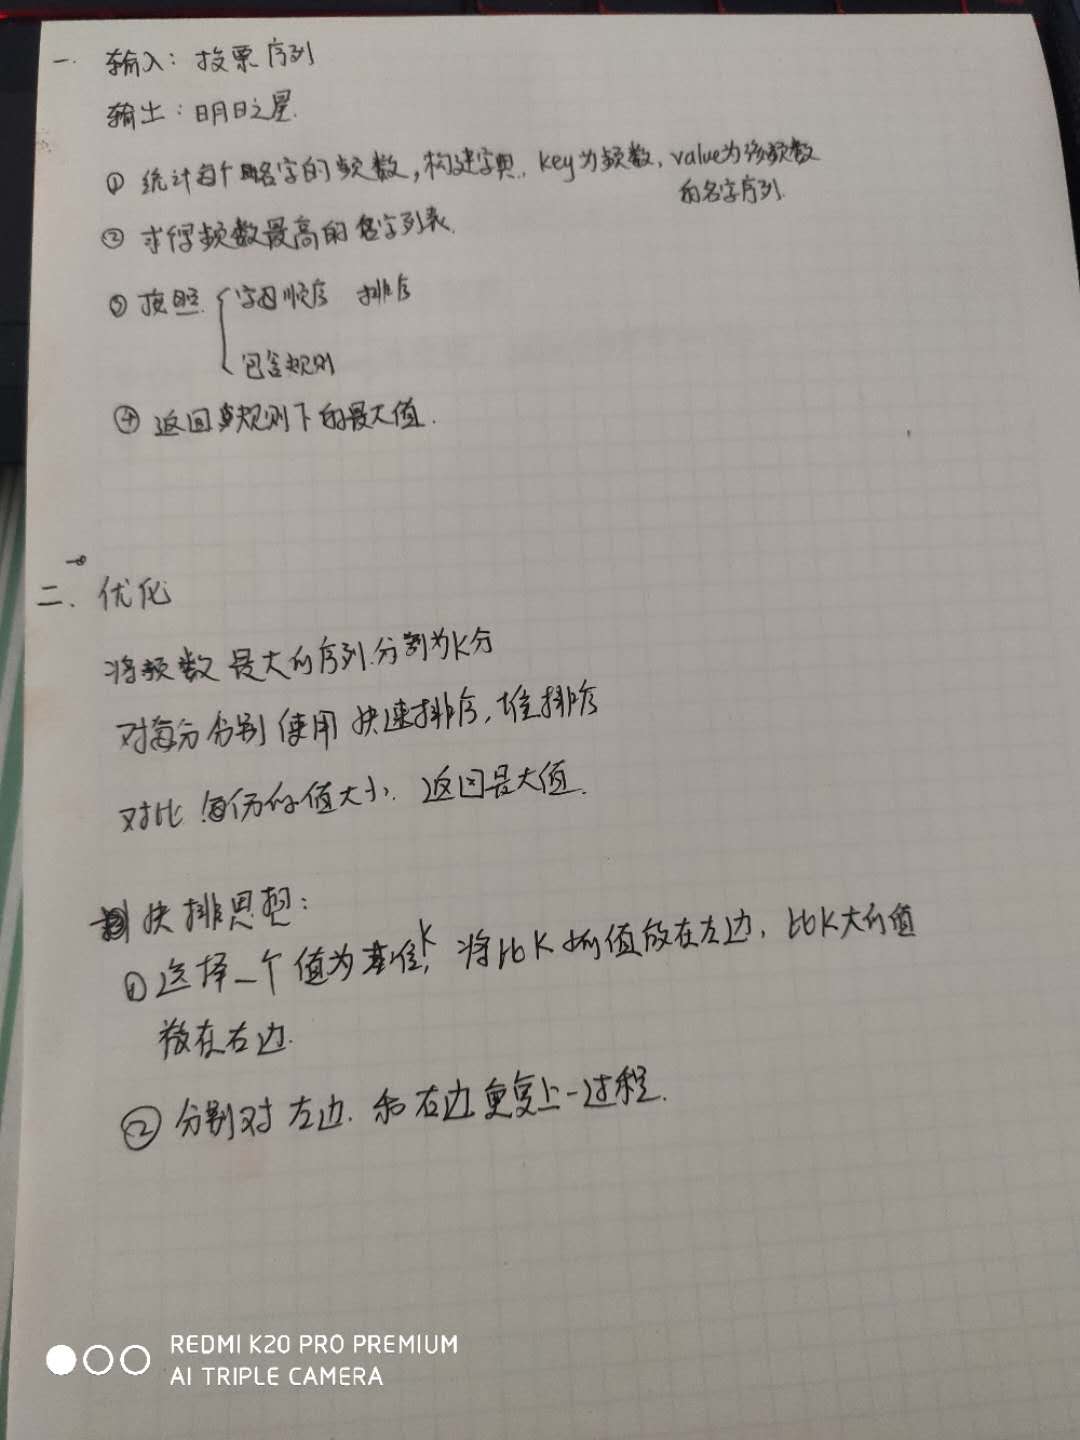 一. 输入: 投票序列
输出: 明日之星.
① 统计每个名字的频数, 构建字典. key为频数, value为该频数
的名字序列.
② 求得频数最高的名字列表.
③ 按照 { 字母顺序 排序
包含规则
④ 返回规则下的最大值.
二. 优化
将频数最大的序列.分割为K分
对每分分别使用快速排序, 堆排序
对比每份的值大小. 返回最大值.
快排思想:
① 选择一个值为基准K, 将比K小的值放在左边, 比K大的值
放在右边.
② 分别对左边. 和右边重复上一过程.
REDMI K20 PRO PREMIUM
AI TRIPLE CAMERA